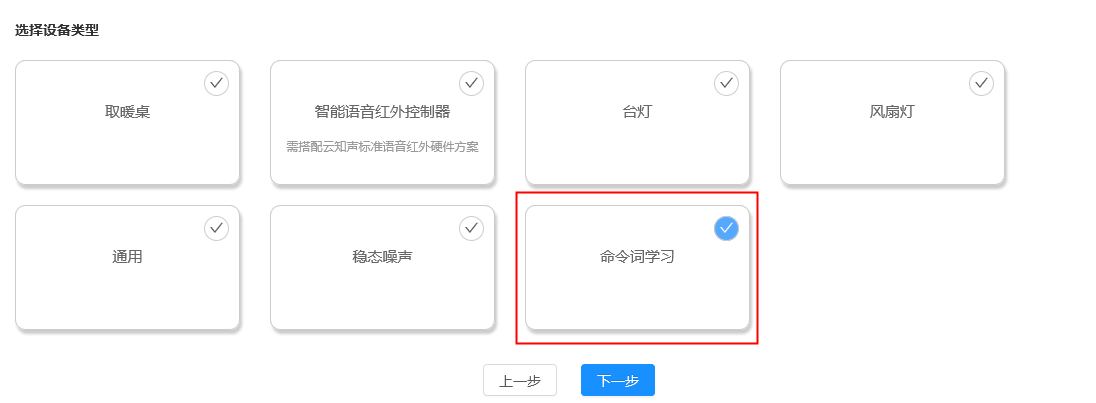 选择设备类型
取暖桌
智能语音红外控制器
需搭配云知声标准语音红外硬件方案
台灯
风扇灯
通用
稳态噪声
命令词学习
上一步
下一步